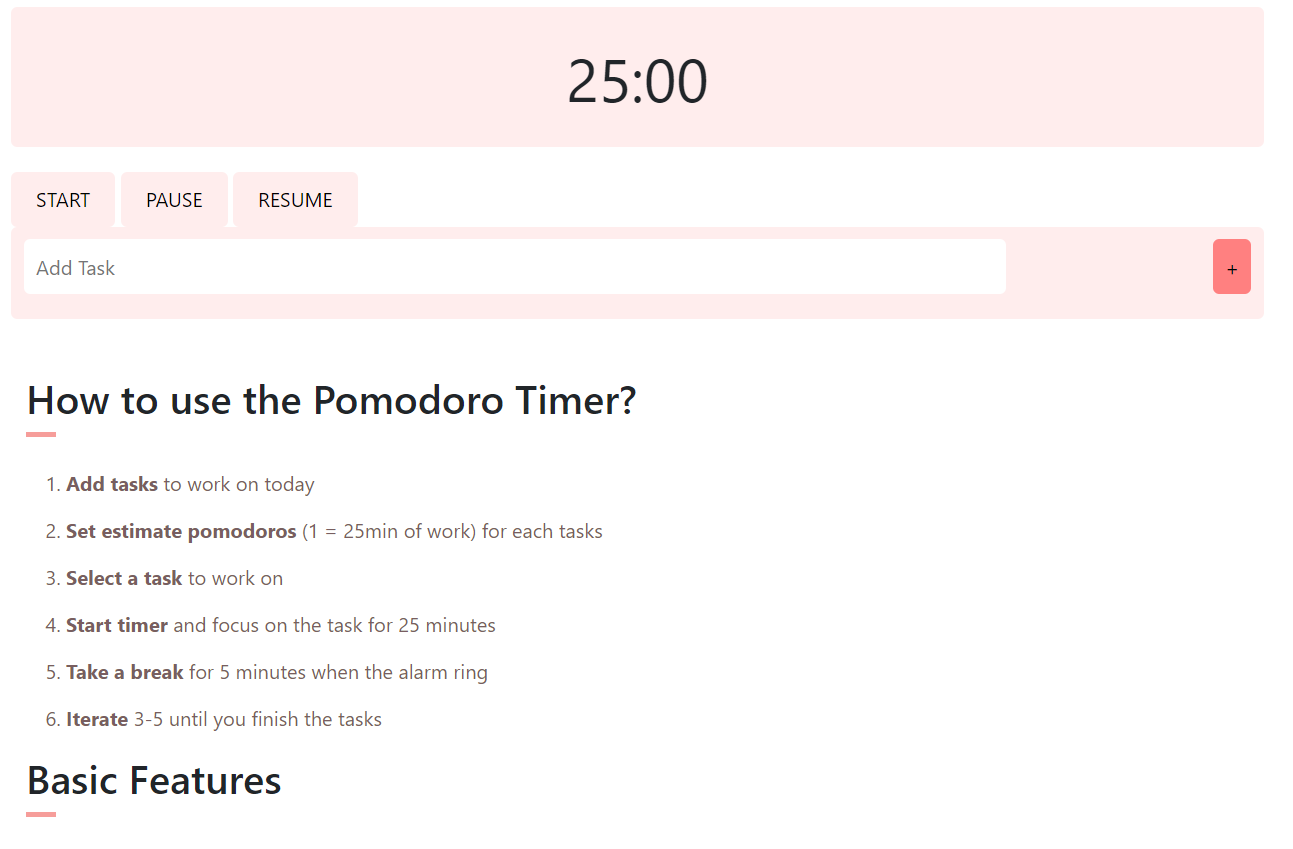 25:00
START PAUSE RESUME
Add Task +
How to use the Pomodoro Timer?
1. Add tasks to work on today
2. Set estimate pomodoros (1 = 25min of work) for each tasks
3. Select a task to work on
4. Start timer and focus on the task for 25 minutes
5. Take a break for 5 minutes when the alarm ring
6. Iterate 3-5 until you finish the tasks
Basic Features